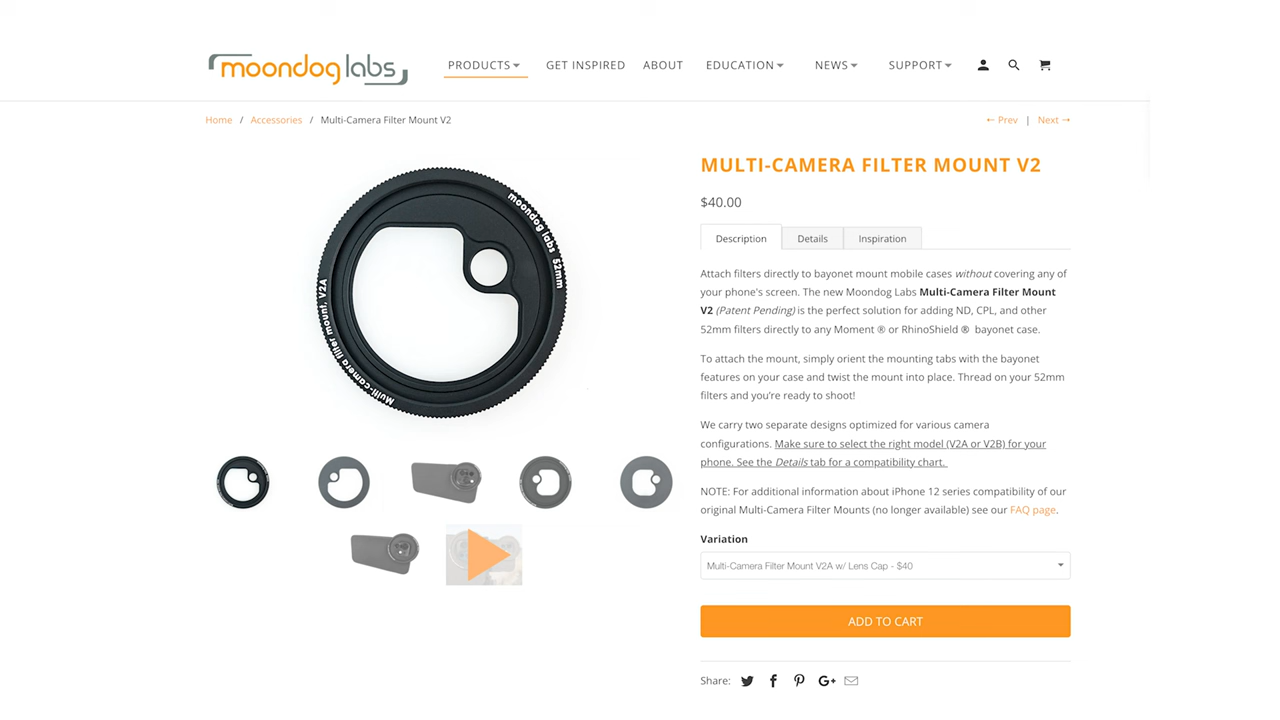 moondog labs
PRODUCTS
GET INSPIRED
ABOUT
EDUCATION
NEWS
SUPPORT
Home / Accessories / Multi-Camera Filter Mount V2
← Prev | Next →
moondog labs 52mm
Multi-camera filter mount, V2A
MULTI-CAMERA FILTER MOUNT V2
$40.00
Description
Details
Inspiration
Attach filters directly to bayonet mount mobile cases without covering any of
your phone's screen. The new Moondog Labs Multi-Camera Filter Mount
V2 (Patent Pending) is the perfect solution for adding ND, CPL, and other
52mm filters directly to any Moment ® or RhinoShield ® bayonet case.
To attach the mount, simply orient the mounting tabs with the bayonet
features on your case and twist the mount into place. Thread on your 52mm
filters and you're ready to shoot!
We carry two separate designs optimized for various camera
configurations. Make sure to select the right model (V2A or V2B) for your
phone. See the Details tab for a compatibility chart.
NOTE: For additional information about iPhone 12 series compatibility of our
original Multi-Camera Filter Mounts (no longer available) see our FAQ page.
Variation
Multi-Camera Filter Mount V2A w/ Lens Cap - $40
ADD TO CART
Share: